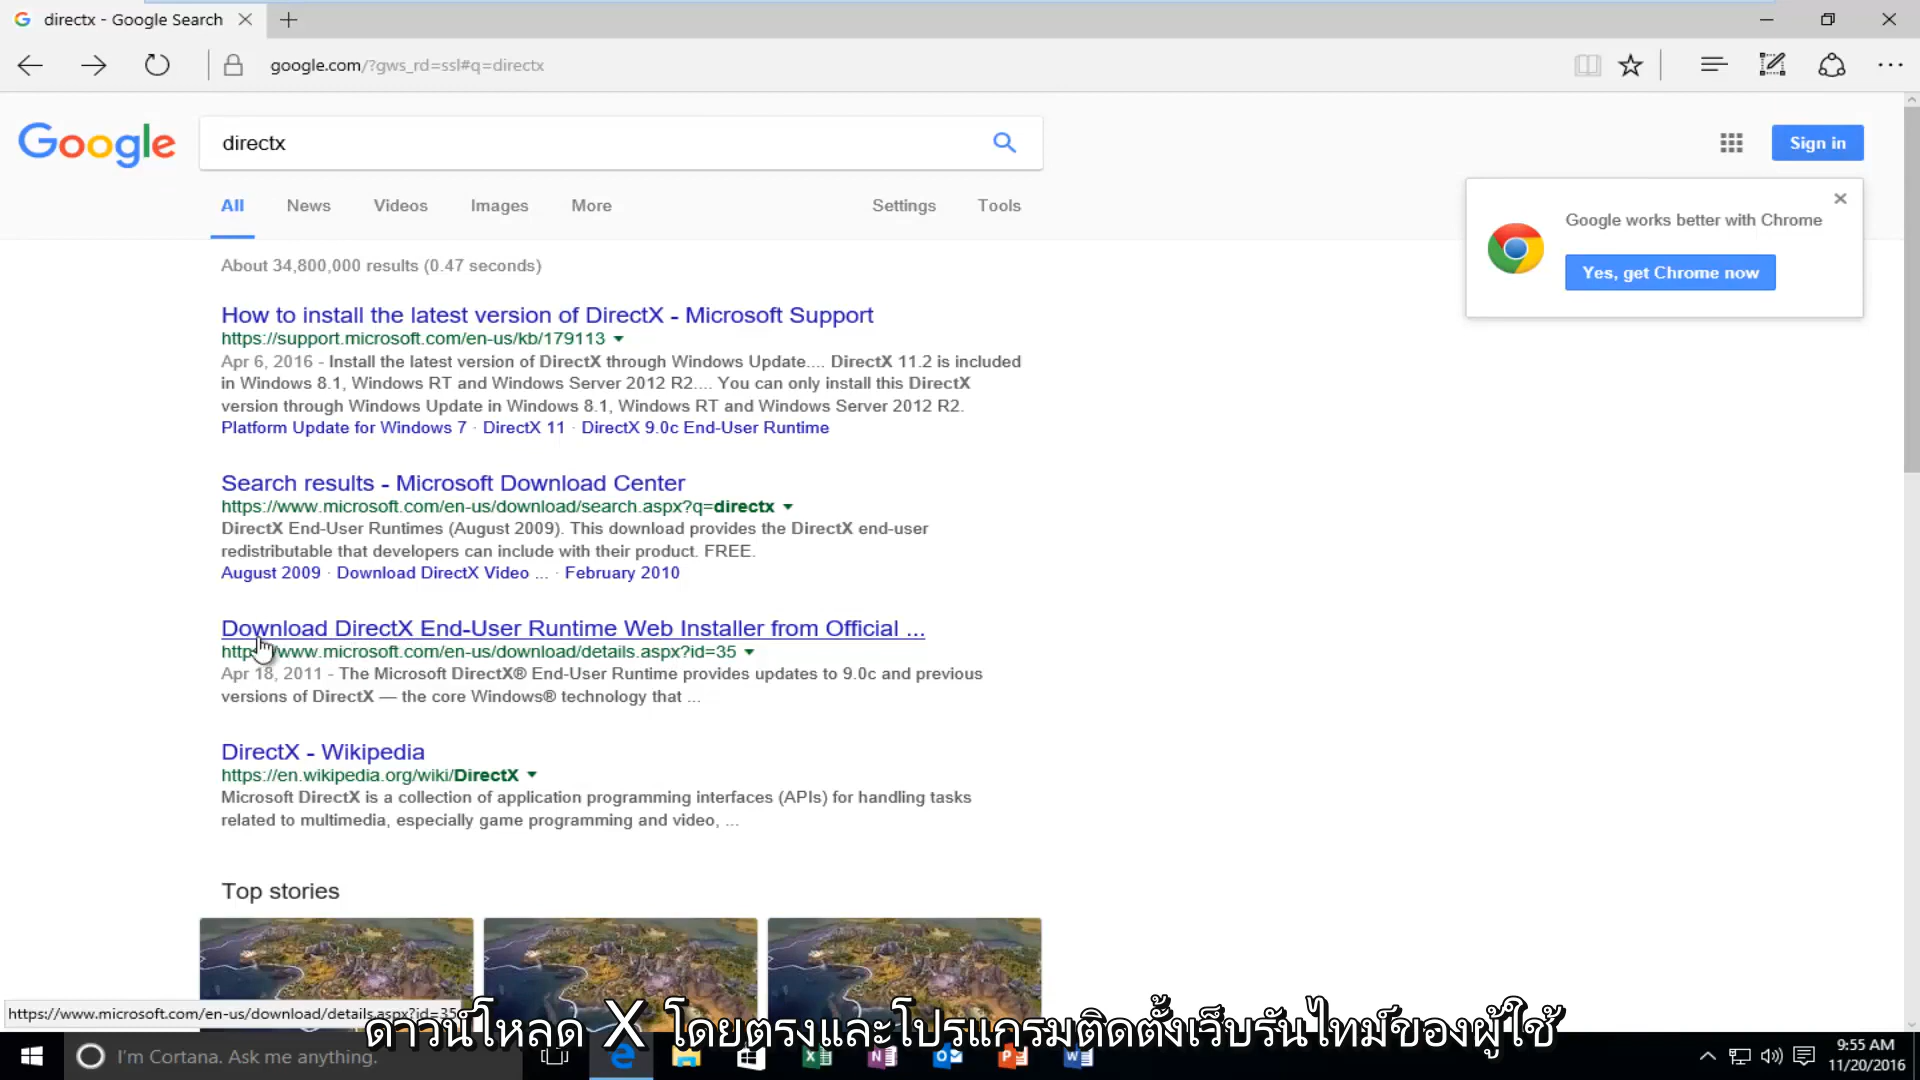 directx - Google Search
google.com/?gws_rd=ssl#q=directx
Google
directx
Sign in
All News Videos Images More Settings Tools
Google works better with Chrome
Yes, get Chrome now
About 34,800,000 results (0.47 seconds)
How to install the latest version of DirectX - Microsoft Support
https://support.microsoft.com/en-us/kb/179113
Apr 6, 2016 - Install the latest version of DirectX through Windows Update.... DirectX 11.2 is included
in Windows 8.1, Windows RT and Windows Server 2012 R2.... You can only install this DirectX
version through Windows Update in Windows 8.1, Windows RT and Windows Server 2012 R2.
Platform Update for Windows 7 · DirectX 11 · DirectX 9.0c End-User Runtime
Search results - Microsoft Download Center
https://www.microsoft.com/en-us/download/search.aspx?q=directx
DirectX End-User Runtimes (August 2009). This download provides the DirectX end-user
redistributable that developers can include with their product. FREE.
August 2009 · Download DirectX Video ... · February 2010
Download DirectX End-User Runtime Web Installer from Official ...
https://www.microsoft.com/en-us/download/details.aspx?id=35
Apr 18, 2011 - The Microsoft DirectX® End-User Runtime provides updates to 9.0c and previous
versions of DirectX — the core Windows® technology that ...
DirectX - Wikipedia
https://en.wikipedia.org/wiki/DirectX
Microsoft DirectX is a collection of application programming interfaces (APIs) for handling tasks
related to multimedia, especially game programming and video, ...
Top stories
https://www.microsoft.com/en-us/download/details.aspx?id=35
ดาวน์โหลด X โดยตรงและโปรแกรมติดตั้งเว็บรันไทม์ของผู้ใช้
I'm Cortana. Ask me anything.
9:55 AM
11/20/2016